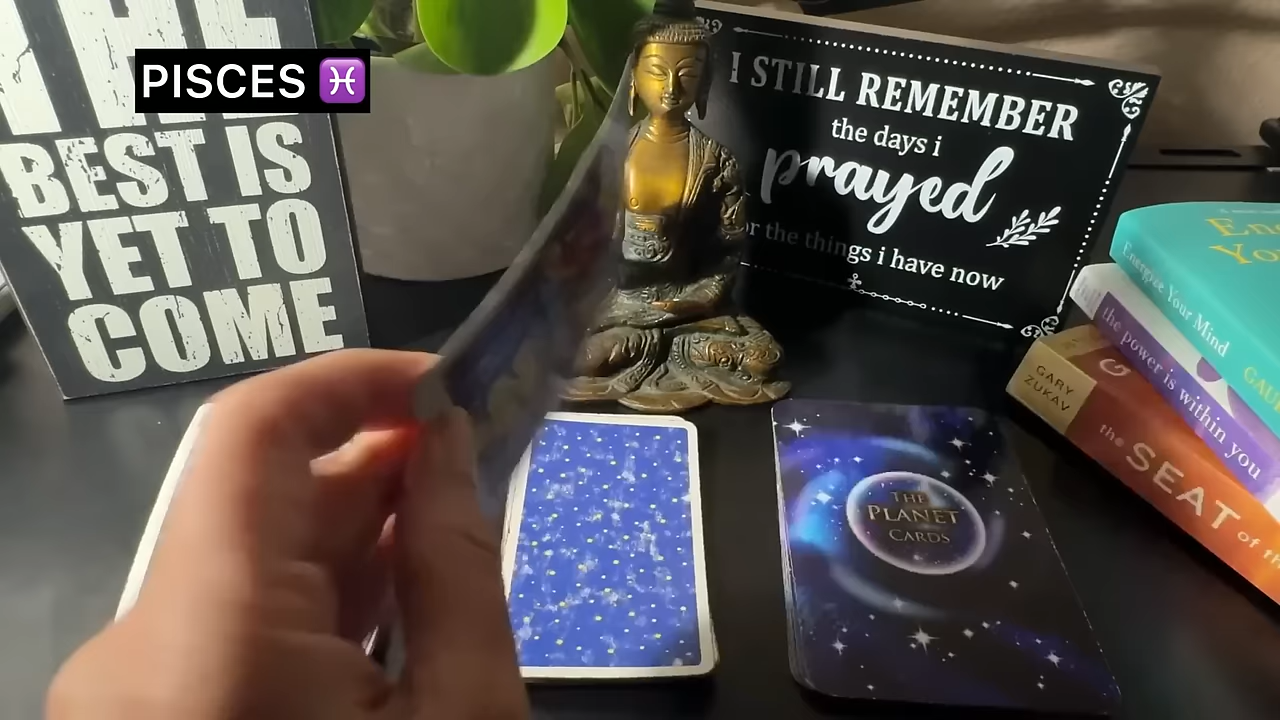 PISCES ♓
BEST IS
YET TO
COME
I STILL REMEMBER
the days i
prayed
or the things i have now
THE
PLANET
CARDS
Energize Your Mind
the power is within you
GARY
ZUKAV
the SEAT of